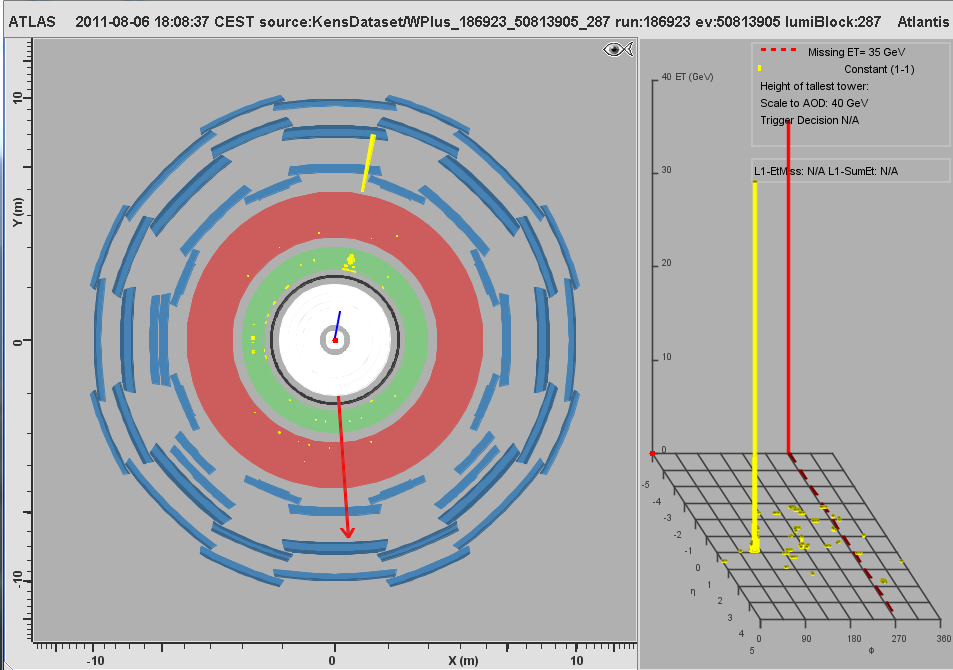 ATLAS 2011-08-06 18:08:37 CEST source:KensDataset/WPlus_186923_50813905_287 run:186923 ev:50813905 lumiBlock:287 Atlantis
Missing ET= 35 GeV
Constant (1-1)
Height of tallest tower:
Scale to AOD: 40 GeV
Trigger Decision N/A
L1-EtMiss: N/A L1-SumEt: N/A
40 ET (GeV)
30
20
10
0
-5
-4
-3
-2
-1
0
1
2
3
4
5
η
0 90 180 270 360
Φ
10
Y (m)
0
-10
-10 0 X (m) 10